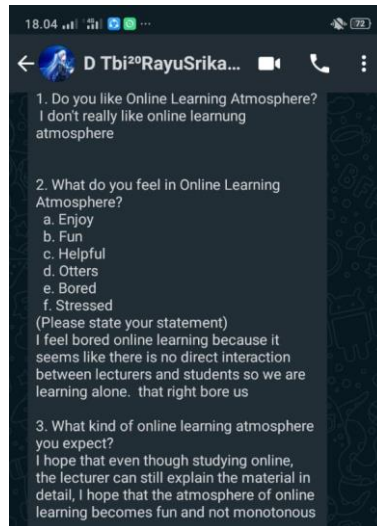 18.04
72
D Tbi²⁰RayuSrika...
1. Do you like Online Learning Atmosphere?
I don't really like online learnung
atmosphere
2. What do you feel in Online Learning
Atmosphere?
a. Enjoy
b. Fun
c. Helpful
d. Otters
e. Bored
f. Stressed
(Please state your statement)
I feel bored online learning because it
seems like there is no direct interaction
between lecturers and students so we are
learning alone. that right bore us
3. What kind of online learning atmosphere
you expect?
I hope that even though studying online,
the lecturer can still explain the material in
detail, I hope that the atmosphere of online
learning becomes fun and not monotonous